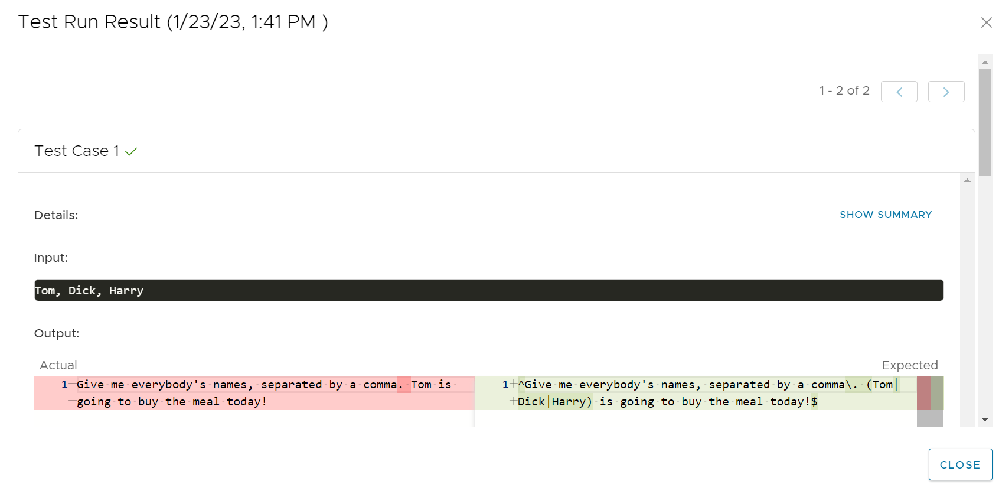 Test Run Result (1/23/23, 1:41 PM )
1 - 2 of 2
Test Case 1
Details:
SHOW SUMMARY
Input:
Tom, Dick, Harry
Output:
Actual
Expected
1 Give me everybody's names, separated by a comma. Tom is
going to buy the meal today!
1 ^Give me everybody's names, separated by a comma\. (Tom|
Dick|Harry) is going to buy the meal today!$
CLOSE